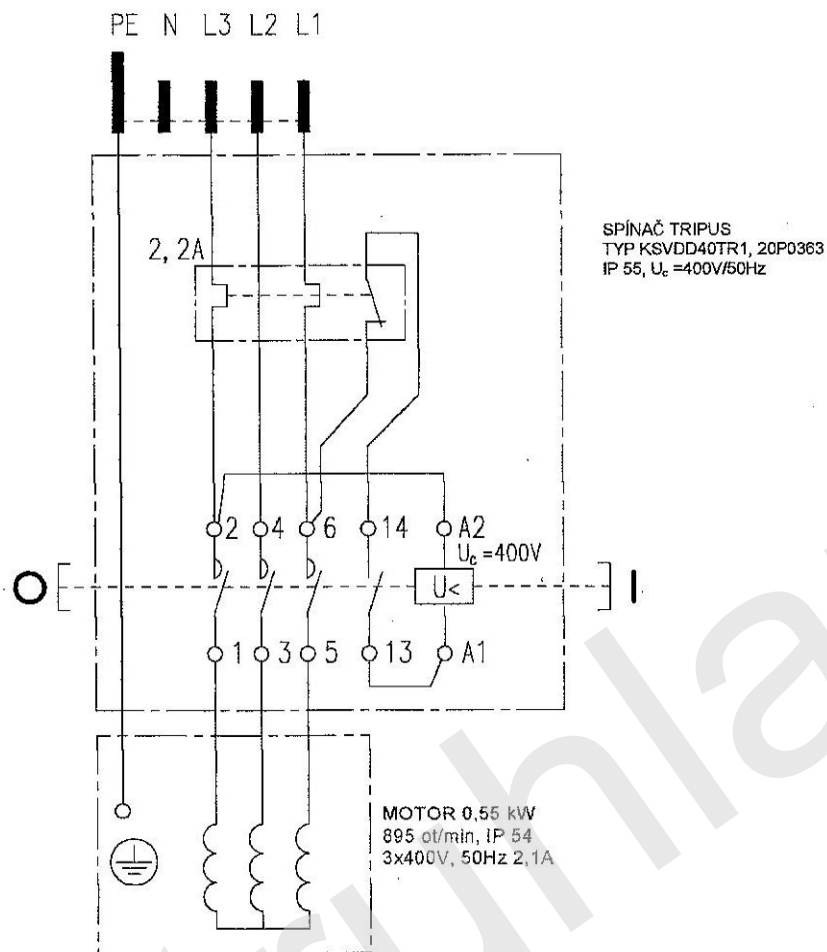 PE N L3 L2 L1
SPÍNAČ TRIPUS
TYP KSVDD40TR1, 20P0363
IP 55, Uc =400V/50Hz
2, 2A
2 4 6 14 A2
Uc =400V
O U< I
1 3 5 13 A1
MOTOR 0,55 kW
895 ot/min, IP 54
3x400V, 50Hz 2,1A